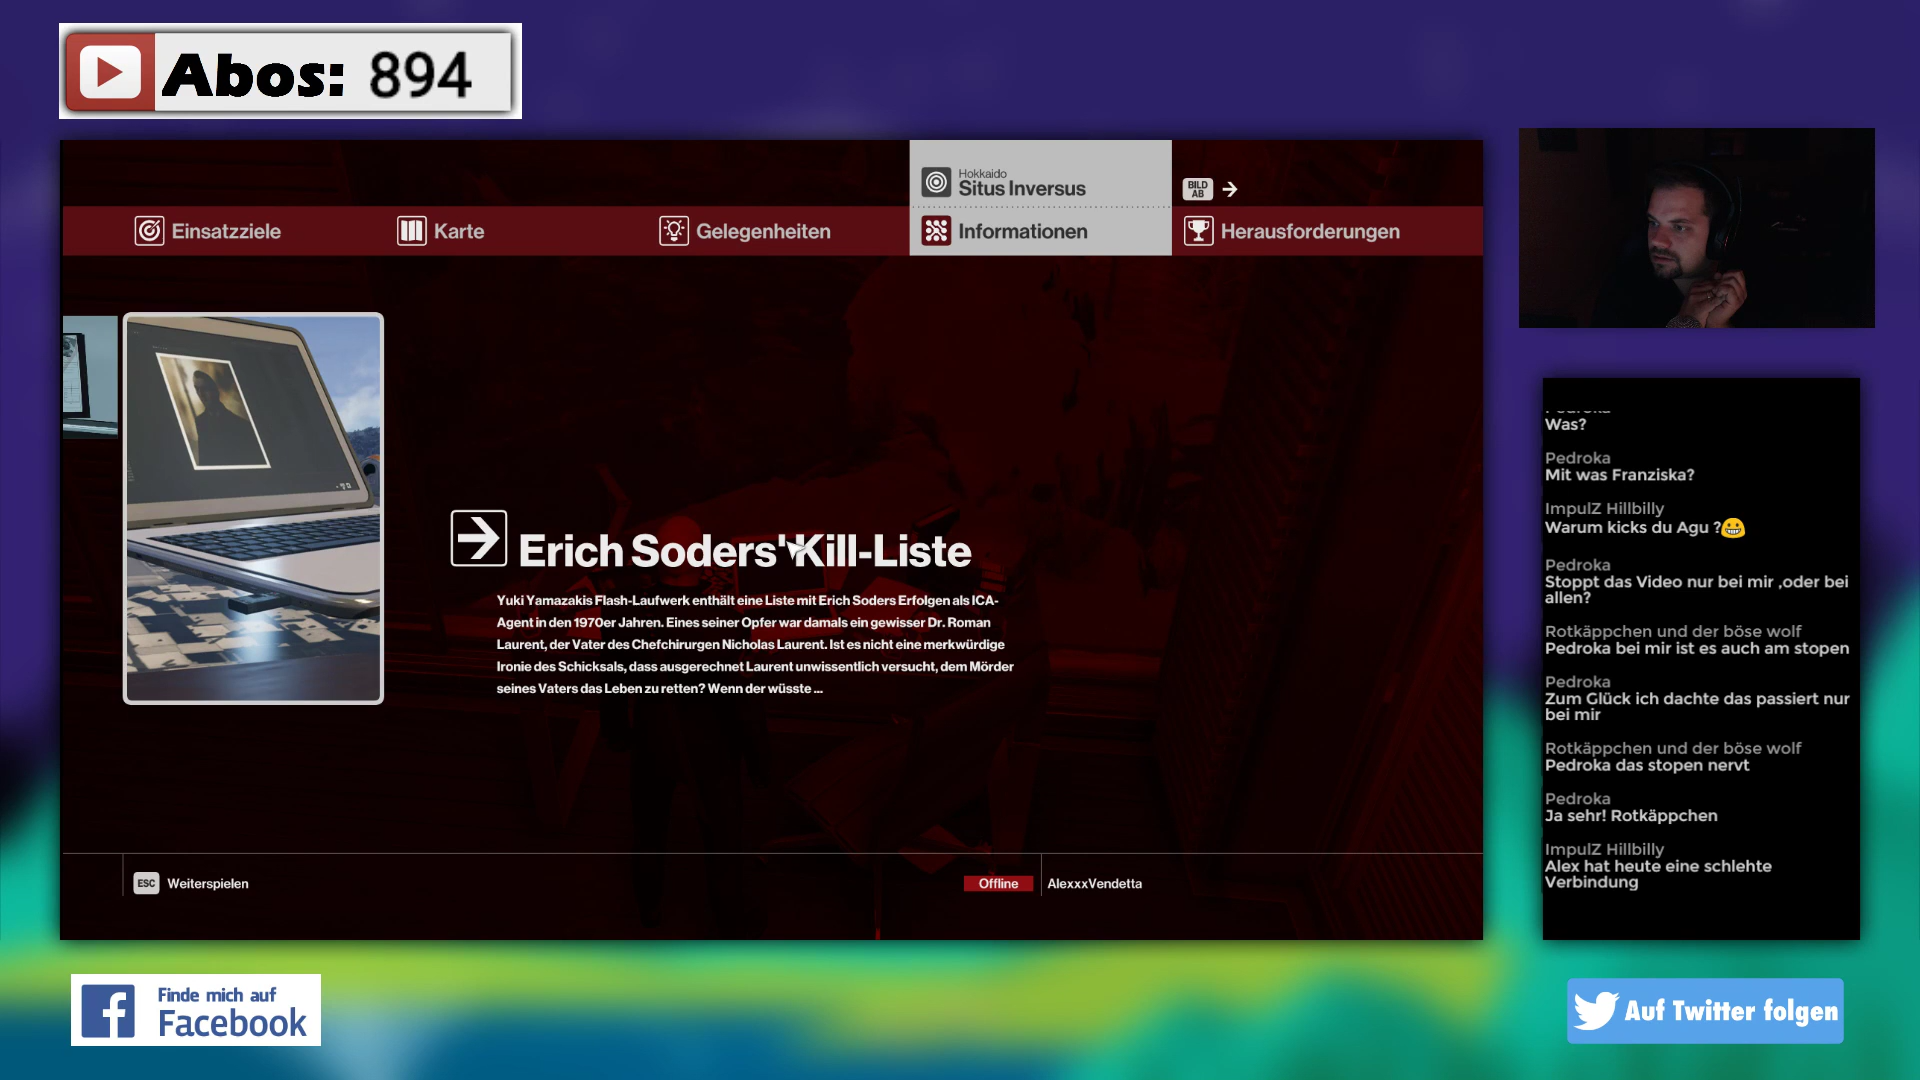 Abos: 894
Hokkaido
Situs Inversus
BILD
AB
Einsatzziele
Karte
Gelegenheiten
Informationen
Herausforderungen
Erich Soders' Kill-Liste
Yuki Yamazakis Flash-Laufwerk enthält eine Liste mit Erich Soders Erfolgen als ICA-
Agent in den 1970er Jahren. Eines seiner Opfer war damals ein gewisser Dr. Roman
Laurent, der Vater des Chefchirurgen Nicholas Laurent. Ist es nicht eine merkwürdige
Ironie des Schicksals, dass ausgerechnet Laurent unwissentlich versucht, dem Mörder
seines Vaters das Leben zu retten? Wenn der wüsste ...
ESC Weiterspielen
Offline
AlexxxVendetta
Was?
Pedroka
Mit was Franziska?
ImpulZ Hillbilly
Warum kicks du Agu ?😬
Pedroka
Stoppt das Video nur bei mir ,oder bei
allen?
Rotkäppchen und der böse wolf
Pedroka bei mir ist es auch am stopen
Pedroka
Zum Glück ich dachte das passiert nur
bei mir
Rotkäppchen und der böse wolf
Pedroka das stopen nervt
Pedroka
Ja sehr! Rotkäppchen
ImpulZ Hillbilly
Alex hat heute eine schlehte
Verbindung
Finde mich auf
Facebook
Auf Twitter folgen